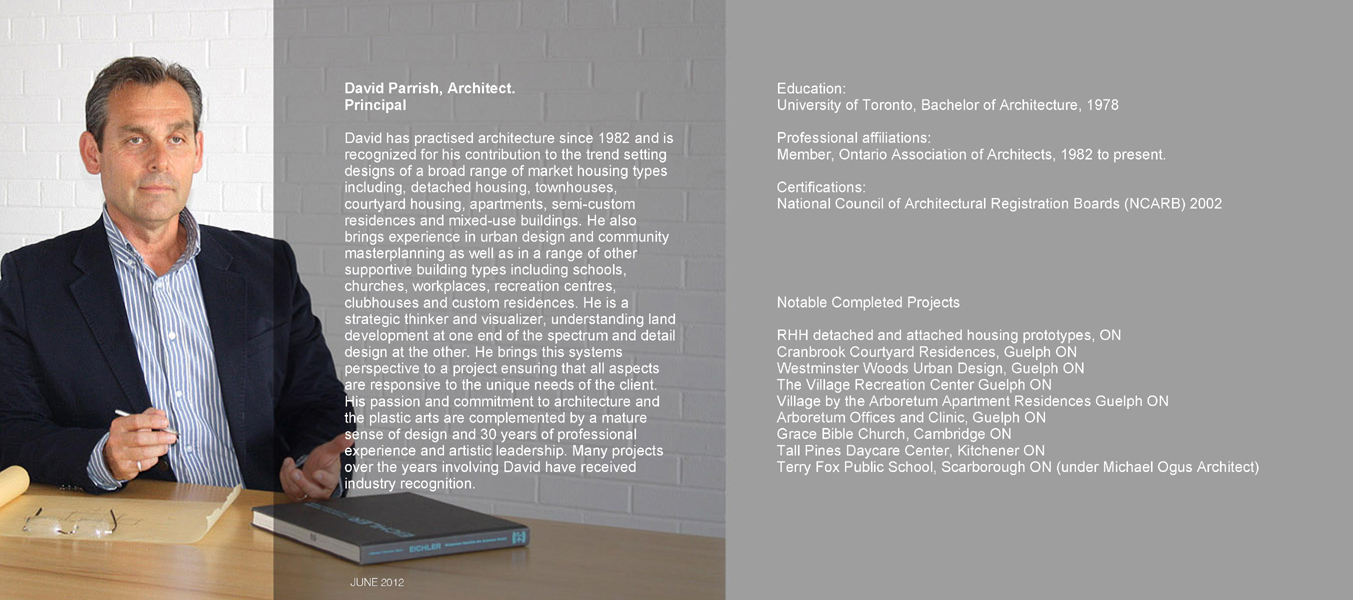 David Parrish, Architect.
Principal
David has practised architecture since 1982 and is
recognized for his contribution to the trend setting
designs of a broad range of market housing types
including, detached housing, townhouses,
courtyard housing, apartments, semi-custom
residences and mixed-use buildings. He also
brings experience in urban design and community
masterplanning as well as in a range of other
supportive building types including schools,
churches, workplaces, recreation centres,
clubhouses and custom residences. He is a
strategic thinker and visualizer, understanding land
development at one end of the spectrum and detail
design at the other. He brings this systems
perspective to a project ensuring that all aspects
are responsive to the unique needs of the client.
His passion and commitment to architecture and
the plastic arts are complemented by a mature
sense of design and 30 years of professional
experience and artistic leadership. Many projects
over the years involving David have received
industry recognition.
EICHLER
EICHLER
JUNE 2012
Education:
University of Toronto, Bachelor of Architecture, 1978
Professional affiliations:
Member, Ontario Association of Architects, 1982 to present.
Certifications:
National Council of Architectural Registration Boards (NCARB) 2002
Notable Completed Projects
RHH detached and attached housing prototypes, ON
Cranbrook Courtyard Residences, Guelph ON
Westminster Woods Urban Design, Guelph ON
The Village Recreation Center Guelph ON
Village by the Arboretum Apartment Residences Guelph ON
Arboretum Offices and Clinic, Guelph ON
Grace Bible Church, Cambridge ON
Tall Pines Daycare Center, Kitchener ON
Terry Fox Public School, Scarborough ON (under Michael Ogus Architect)